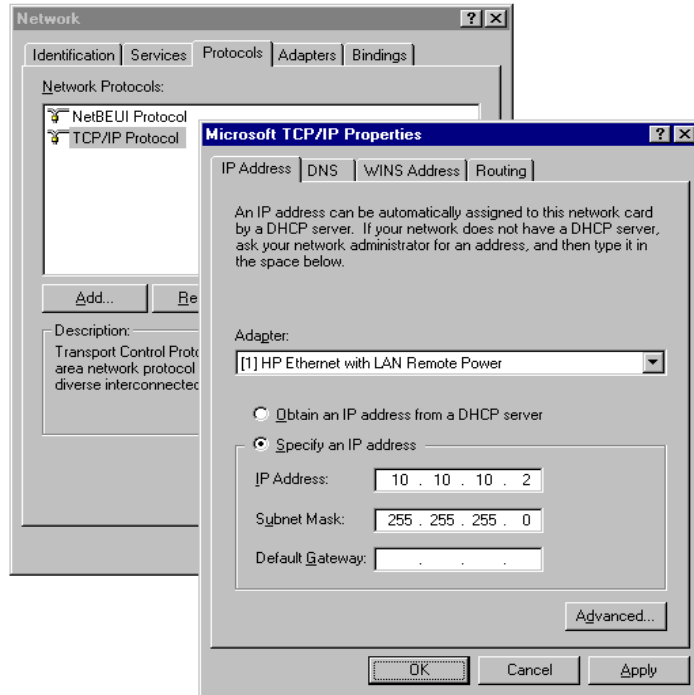 Network
Identification Services Protocols Adapters Bindings
Network Protocols:
NetBEUI Protocol
TCP/IP Protocol
Add...
Re
Description:
Transport Control Proto
area network protocol
diverse interconnected
Microsoft TCP/IP Properties
IP Address DNS WINS Address Routing
An IP address can be automatically assigned to this network card
by a DHCP server. If your network does not have a DHCP server,
ask your network administrator for an address, and then type it in
the space below.
Adapter:
[1] HP Ethernet with LAN Remote Power
Obtain an IP address from a DHCP server
Specify an IP address
IP Address: 10 . 10 . 10 . 2
Subnet Mask: 255 . 255 . 255 . 0
Default Gateway: . . .
Advanced...
OK Cancel Apply